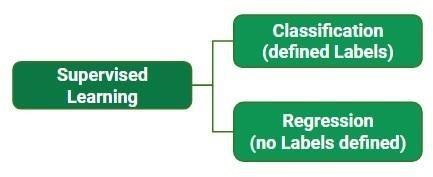 Supervised
Learning
Classification
(defined Labels)
Regression
(no Labels defined)